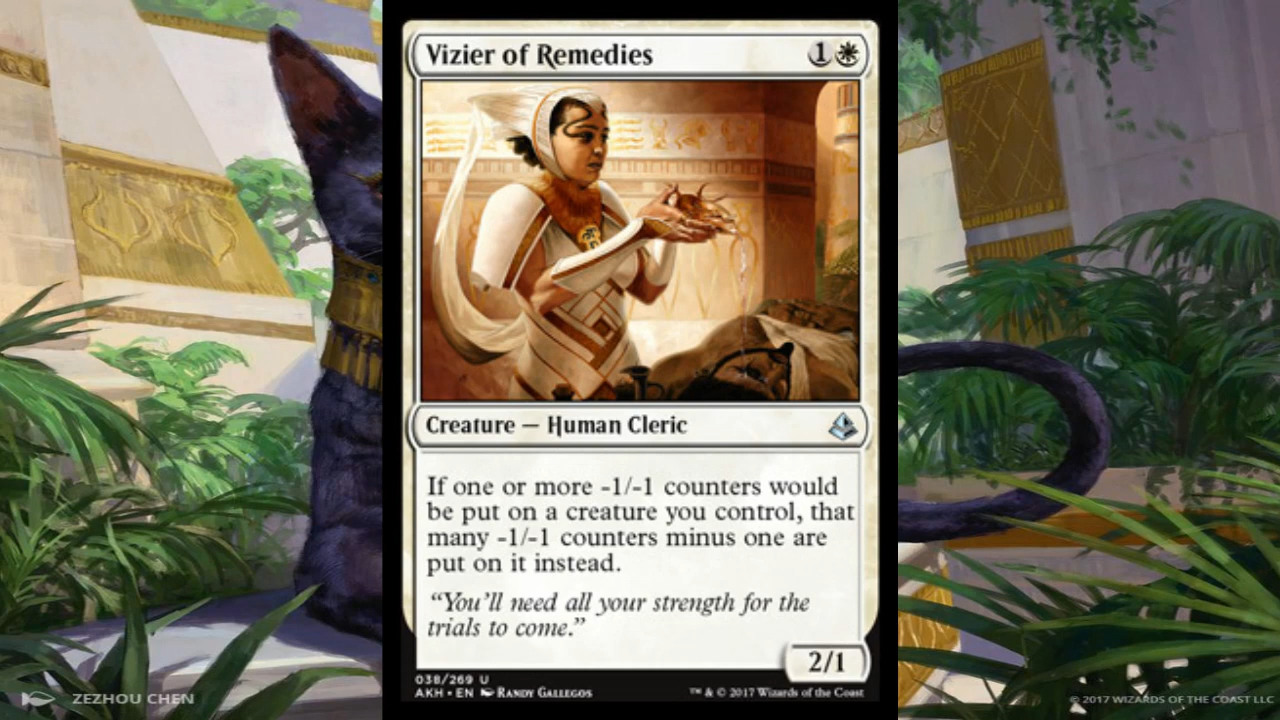 Vizier of Remedies 1
Creature — Human Cleric
If one or more -1/-1 counters would
be put on a creature you control, that
many -1/-1 counters minus one are
put on it instead.
“You’ll need all your strength for the
trials to come.”
2/1
038/269 U
AKH • EN Randy Gallegos
™ & © 2017 Wizards of the Coast
ZEZHOU CHEN
© 2017 WIZARDS OF THE COAST LLC